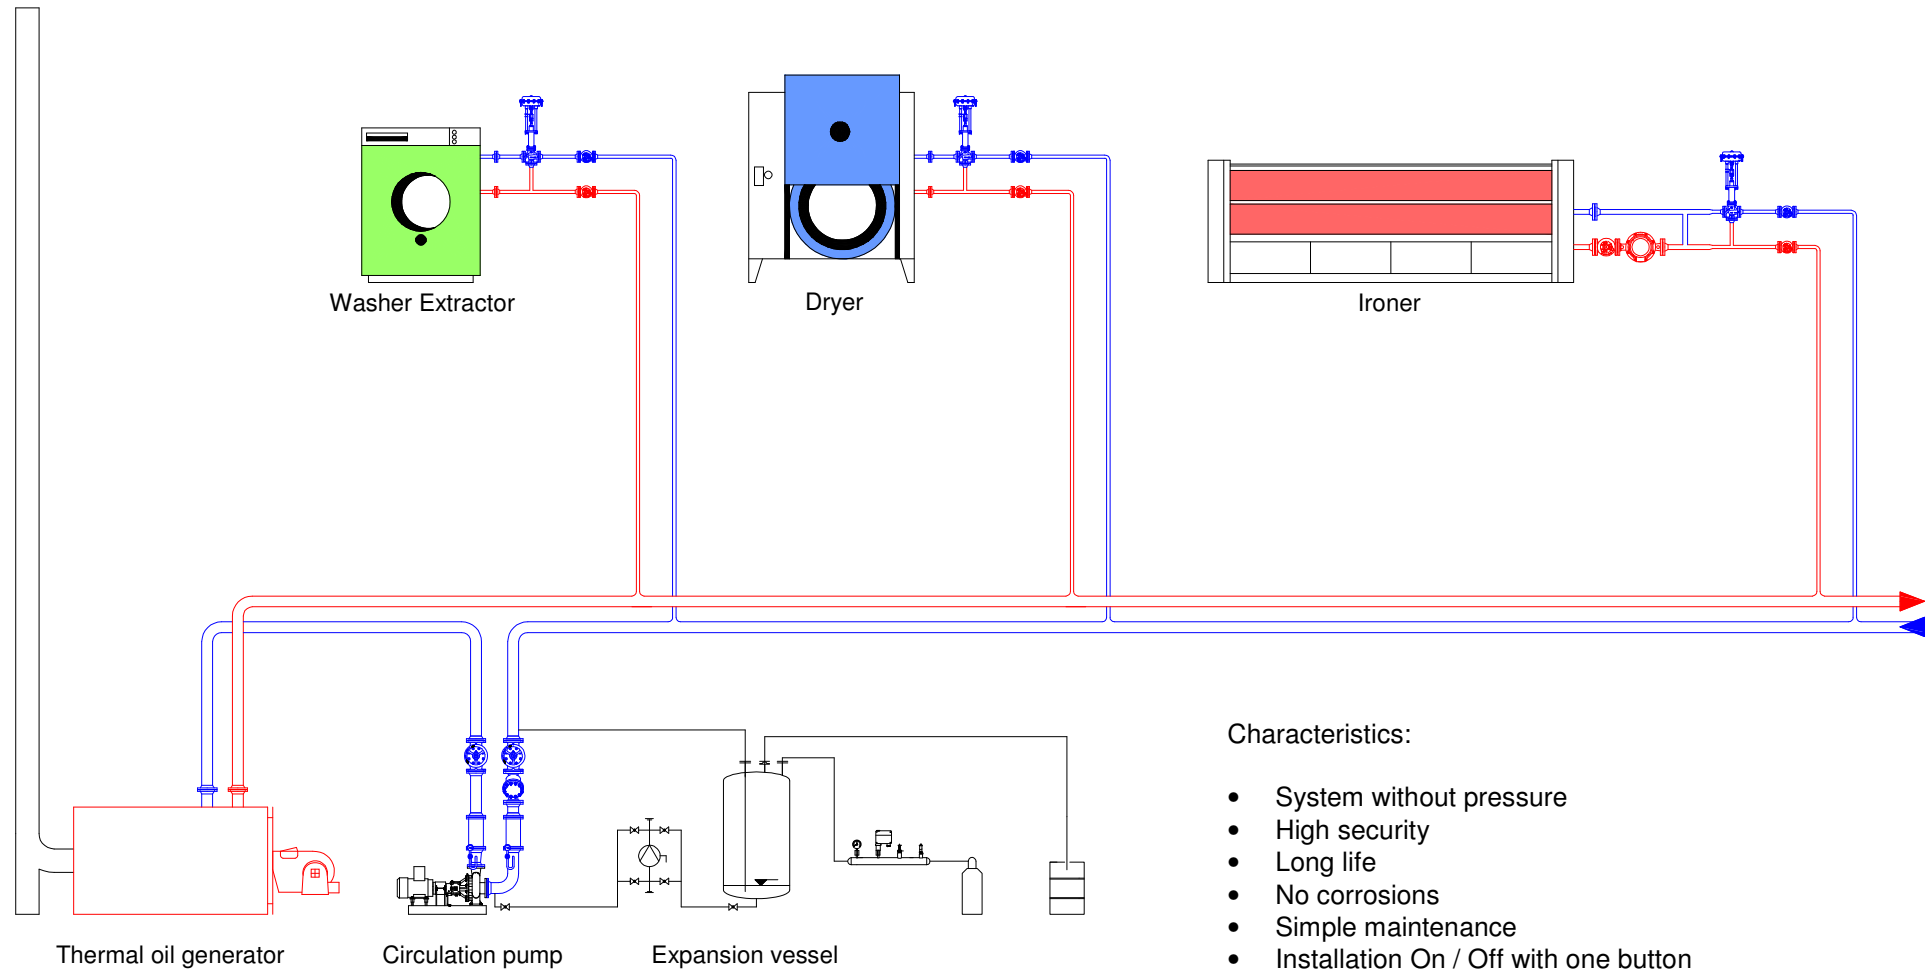 Washer Extractor
Dryer
Ironer
Characteristics:
• System without pressure
• High security
• Long life
• No corrosions
• Simple maintenance
• Installation On / Off with one button
Thermal oil generator
Circulation pump
Expansion vessel